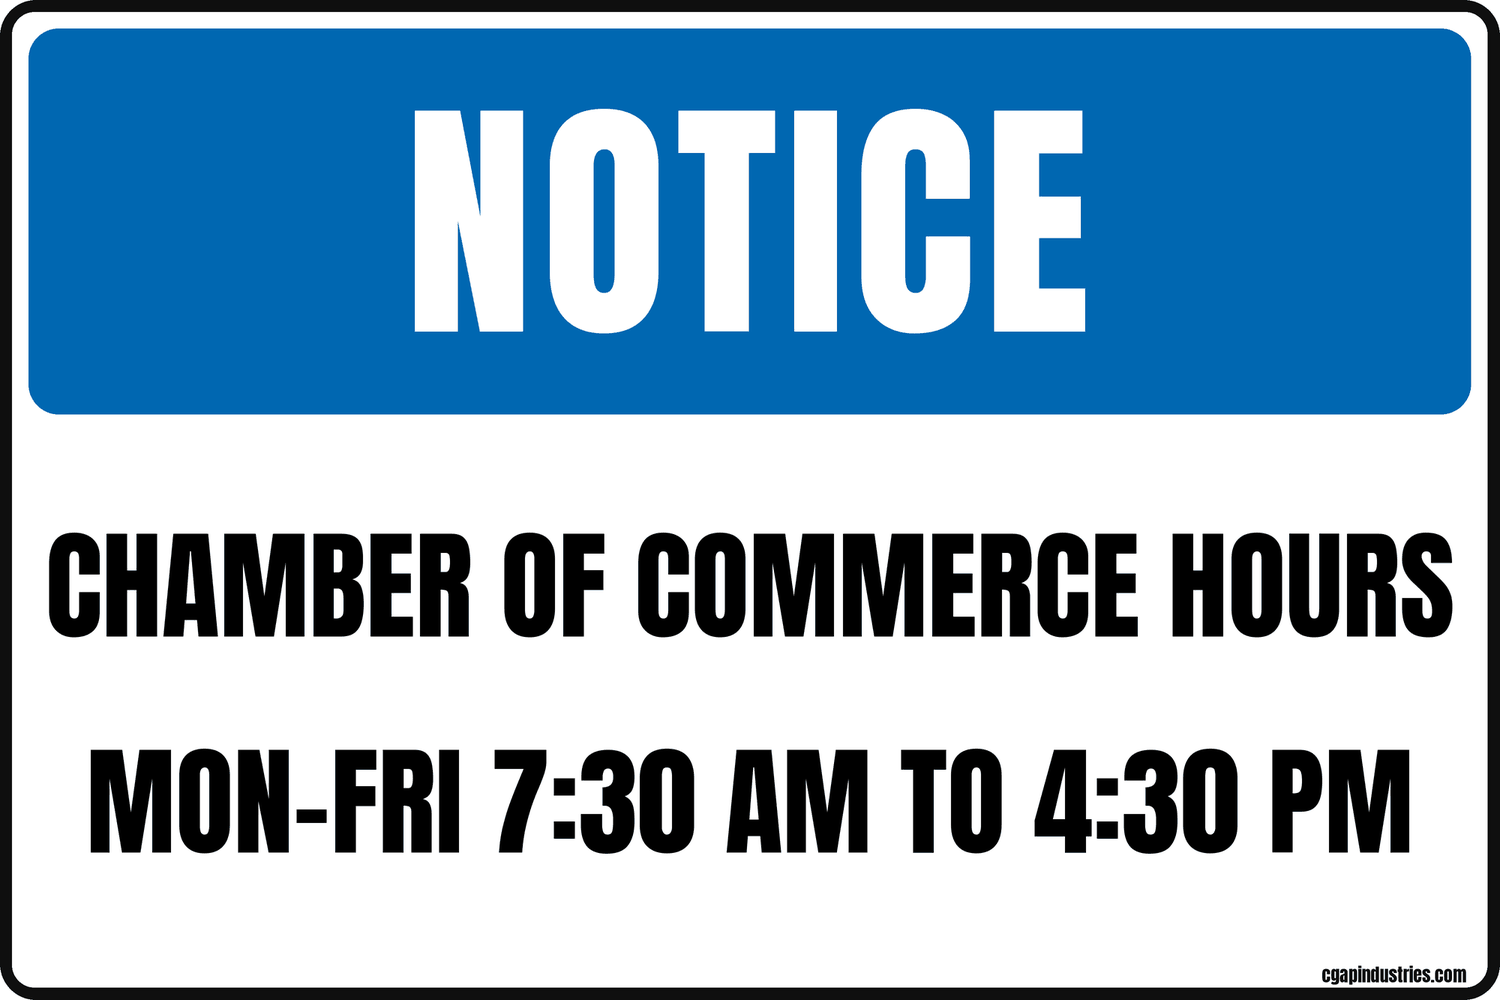 NOTICE
CHAMBER OF COMMERCE HOURS
MON-FRI 7:30 AM TO 4:30 PM
cgapindustries.com